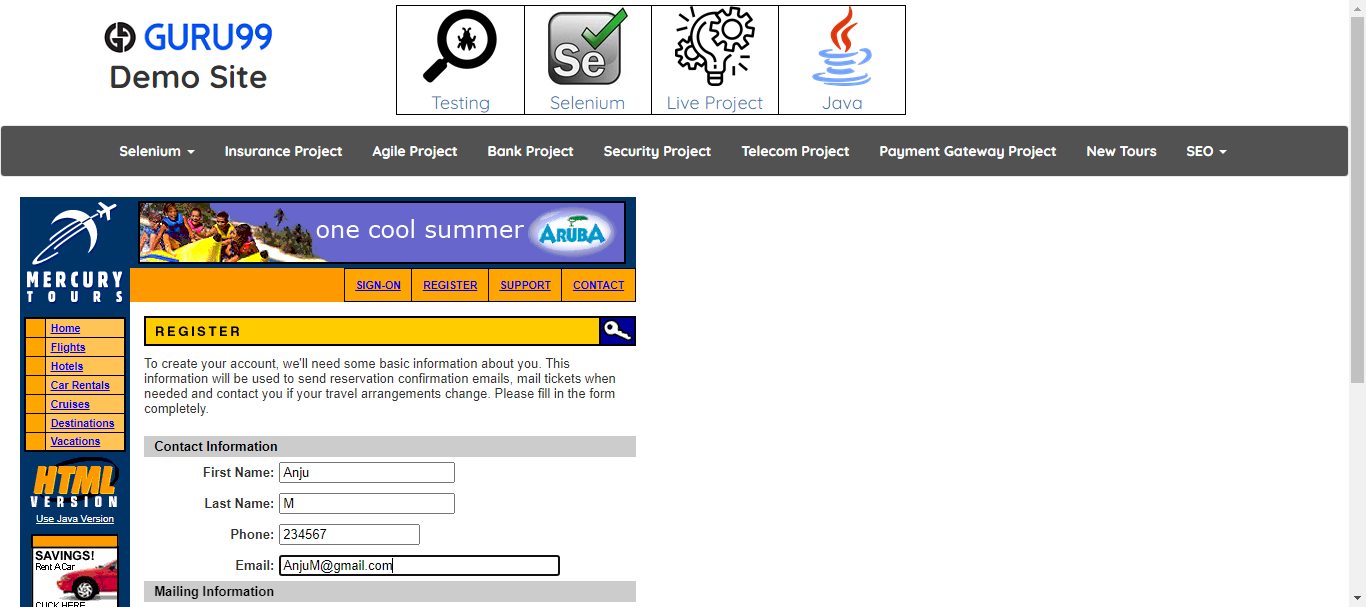 GURU99
Demo Site
Testing
Selenium
Live Project
Java
Se
Selenium
Insurance Project
Agile Project
Bank Project
Security Project
Telecom Project
Payment Gateway Project
New Tours
SEO
one cool summer
ARUBA
MERCURY
TOURS
SIGN-ON
REGISTER
SUPPORT
CONTACT
Home
Flights
Hotels
Car Rentals
Cruises
Destinations
Vacations
HTML
VERSION
Use Java Version
SAVINGS!
Rent A Car
CLICK HERE
REGISTER
To create your account, we'll need some basic information about you. This
information will be used to send reservation confirmation emails, mail tickets when
needed and contact you if your travel arrangements change. Please fill in the form
completely.
Contact Information
First Name: Anju
Last Name: M
Phone: 234567
Email: AnjuM@gmail.com
Mailing Information